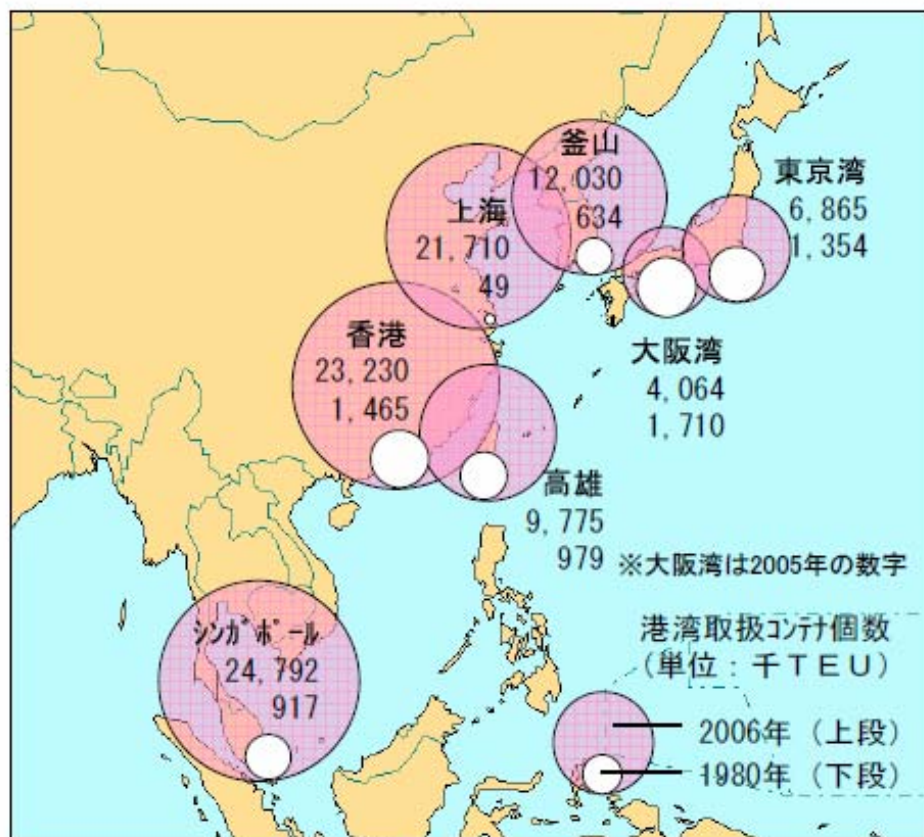 釜山
12,030
634
東京湾
6,865
1,354
上海
21,710
49
香港
23,230
1,465
大阪湾
4,064
1,710
高雄
9,775
979
※大阪湾は2005年の数字
シンガポール
24,792
917
港湾取扱コンテナ個数
(単位：千ＴＥＵ)
2006年 (上段)
1980年 (下段)